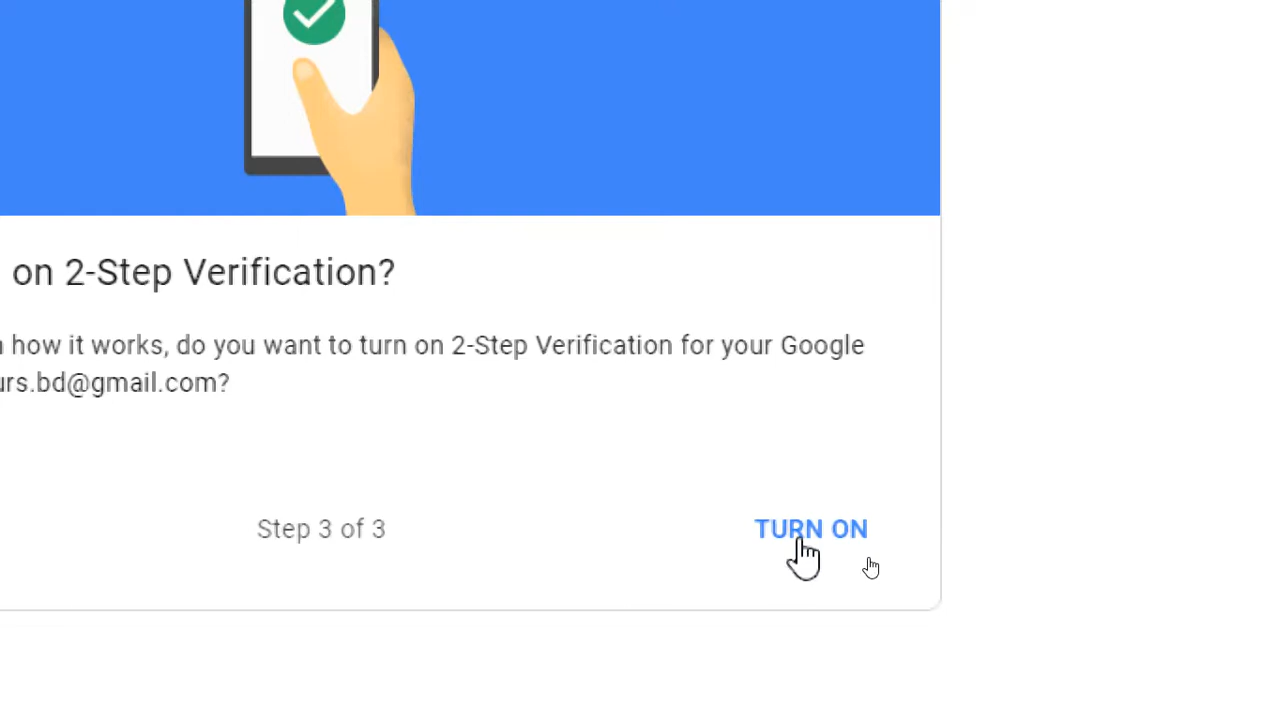 on 2-Step Verification?
how it works, do you want to turn on 2-Step Verification for your Google
urs.bd@gmail.com?
Step 3 of 3
TURN ON